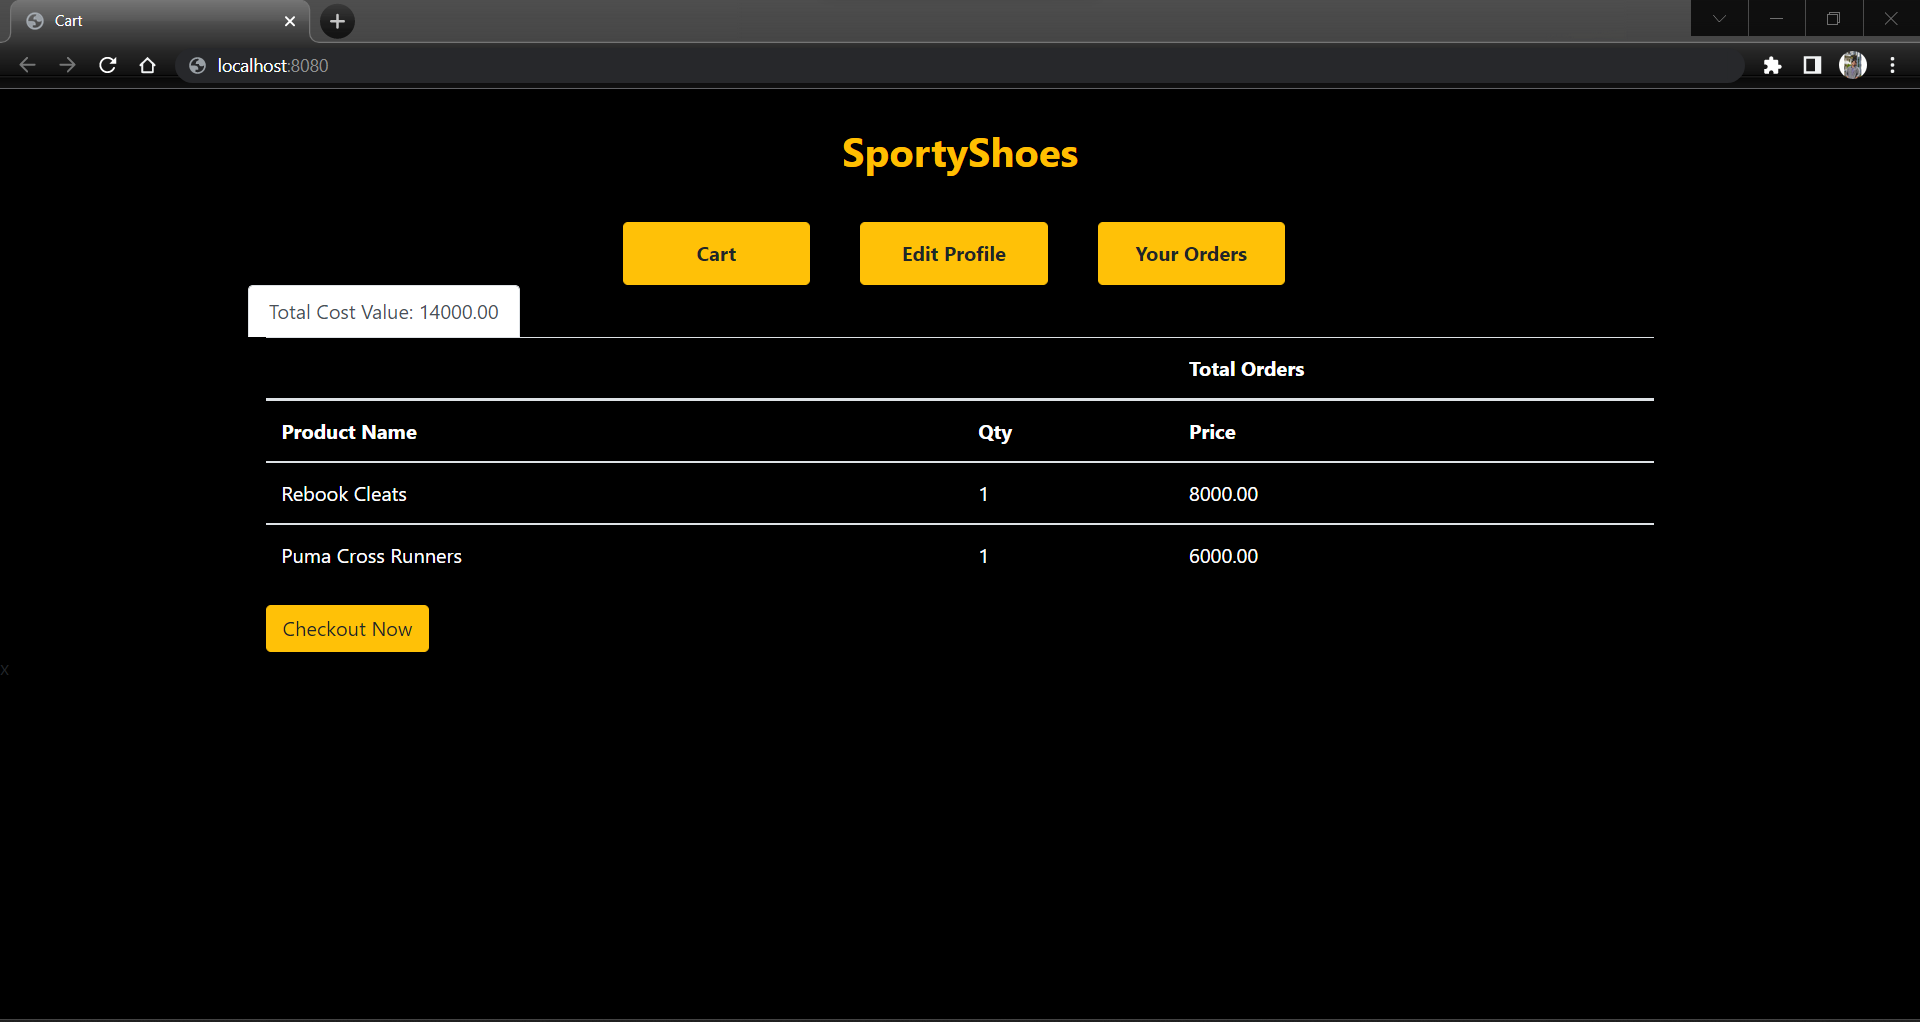 Cart
localhost:8080
SportyShoes
Cart Edit Profile Your Orders
Total Cost Value: 14000.00
Total Orders
Product Name Qty Price
Rebook Cleats 1 8000.00
Puma Cross Runners 1 6000.00
Checkout Now
x